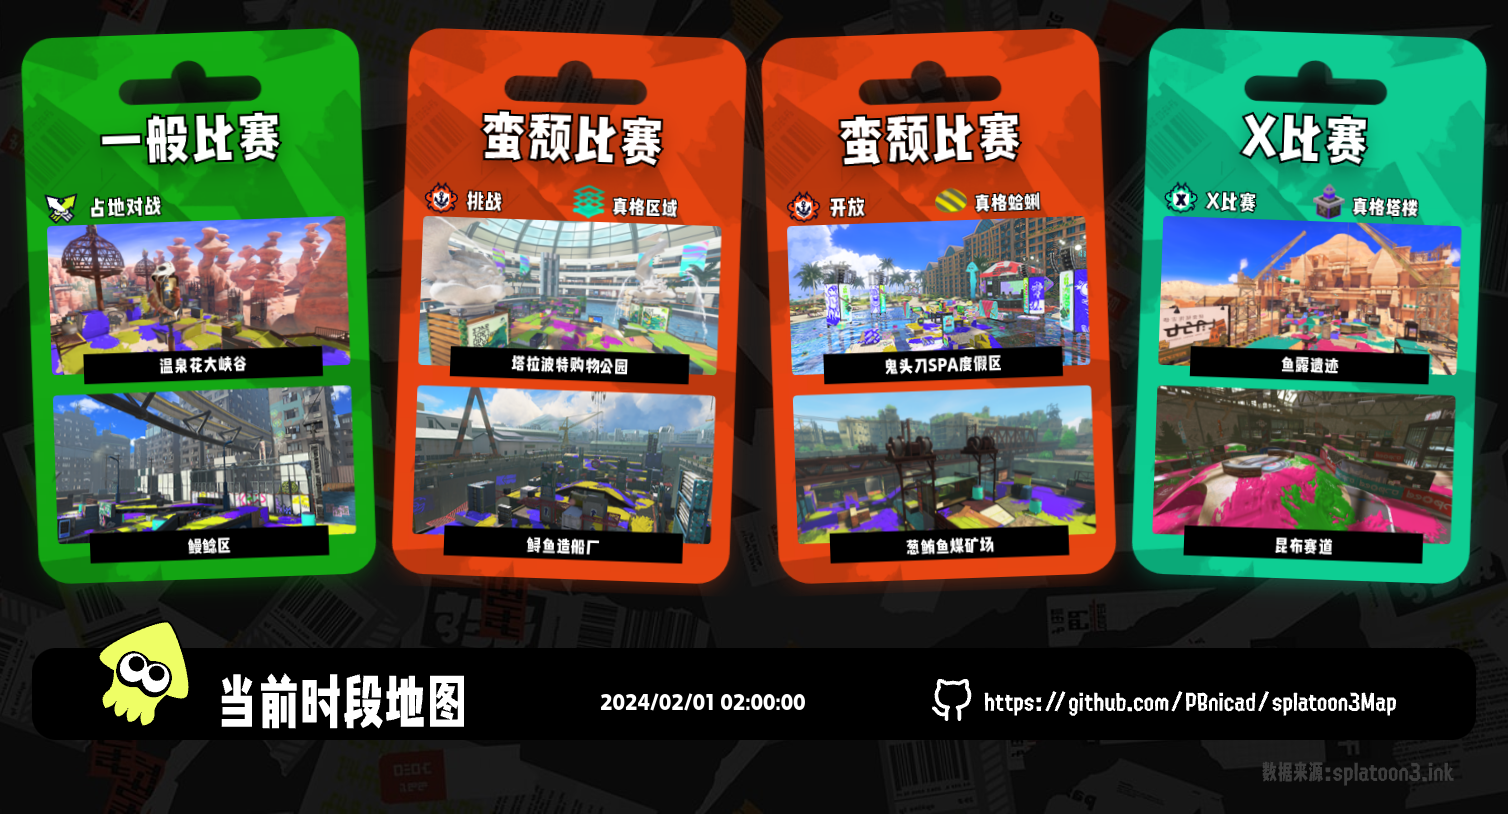 一般比赛
占地对战
温泉花大峡谷
鳗鲶区
蛮颓比赛
挑战
真格区域
塔拉波特购物公园
鲟鱼造船厂
蛮颓比赛
开放
真格蛤蜊
鬼头刀SPA度假区
葱鲔鱼煤矿场
X比赛
X比赛
真格塔楼
鱼露遗迹
昆布赛道
当前时段地图
2024/02/01 02:00:00
https://github.com/PBnicad/splatoon3Map
数据来源:splatoon3.ink